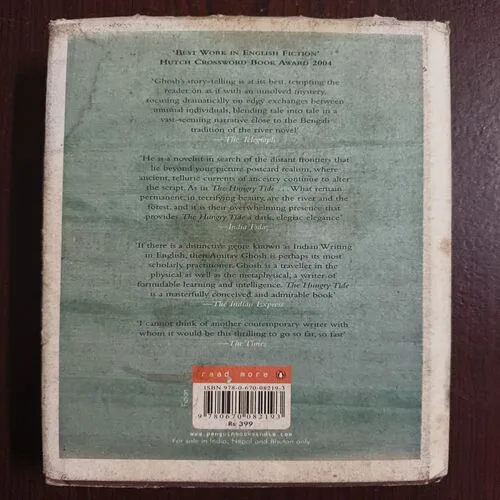 'BEST WORK IN ENGLISH FICTION'
HUTCH CROSSWORD BOOK AWARD 2004
'Ghosh's story-telling is at its best, tempting the
reader on as if with an unsolved mystery,
focusing dramatically on edgy exchanges between
unusual individuals, blending tale into tale in a
vast-seeming narrative close to the Bengali
tradition of the river novel'
—The Telegraph
'He is a novelist in search of the distant frontiers that
lie beyond your picture postcard realism, where
ancient, telluric currents of ancestry continue to alter
the script. As in The Hungry Tide . . . What remain
permanent, in terrifying beauty, are the river and the
forest, and it is their overwhelming presence that
provides The Hungry Tide a dark, elegiac elegance'
—India Today
'If there is a distinctive genre known as Indian Writing
in English, then Amitav Ghosh is perhaps its most
scholarly practitioner. Ghosh is a traveller in the
physical as well as the metaphysical, a writer of
formidable learning and intelligence. The Hungry Tide
is a masterfully conceived and admirable book'
—The Indian Express
'I cannot think of another contemporary writer with
whom it would be this thrilling to go so far, so fast'
—The Times
read more
Fiction
ISBN 978-0-670-08219-3
9 780670 082193
Rs 399
www.penguinbooksindia.com
For sale in India, Nepal and Bhutan only